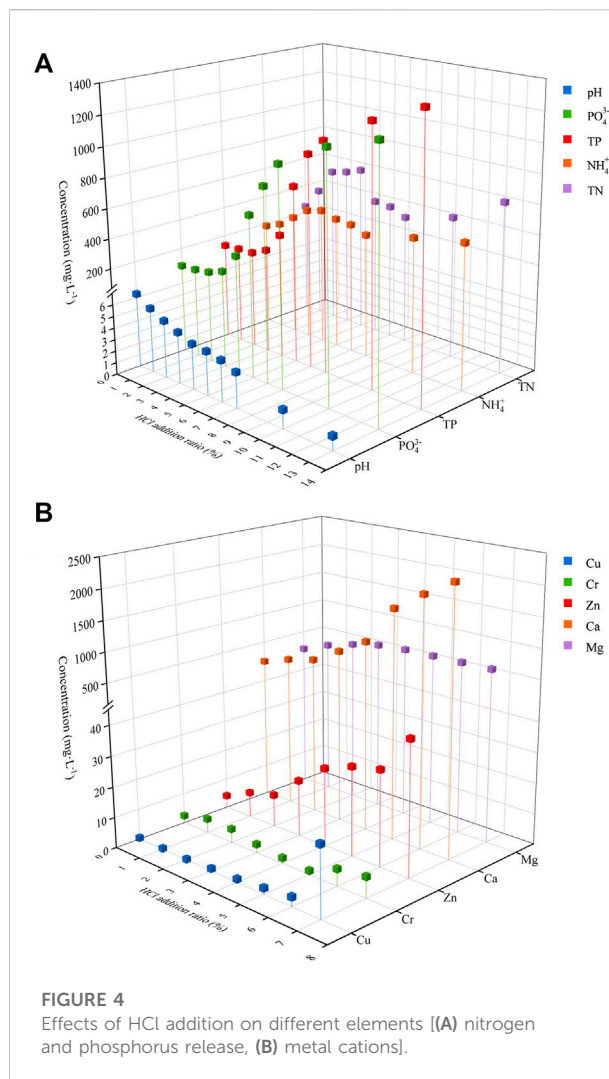 A
1400
1200
1000
800
600
400
200
6
5
4
3
2
1
0
Concentration (mg·L⁻¹)
0 1 2 3 4 5 6 7 8 9 10 11 12 13 14
HCl addition ratio (%)
pH
PO₄³⁻
TP
NH₄⁺
TN
pH
PO₄³⁻
TP
NH₄⁺
TN
B
2500
2000
1500
1000
500
40
30
20
10
0
Concentration (mg·L⁻¹)
0 1 2 3 4 5 6 7 8
HCl addition ratio (%)
Cu
Cr
Zn
Ca
Mg
Cu
Cr
Zn
Ca
Mg
FIGURE 4
Effects of HCl addition on different elements [(A) nitrogen
and phosphorus release, (B) metal cations].